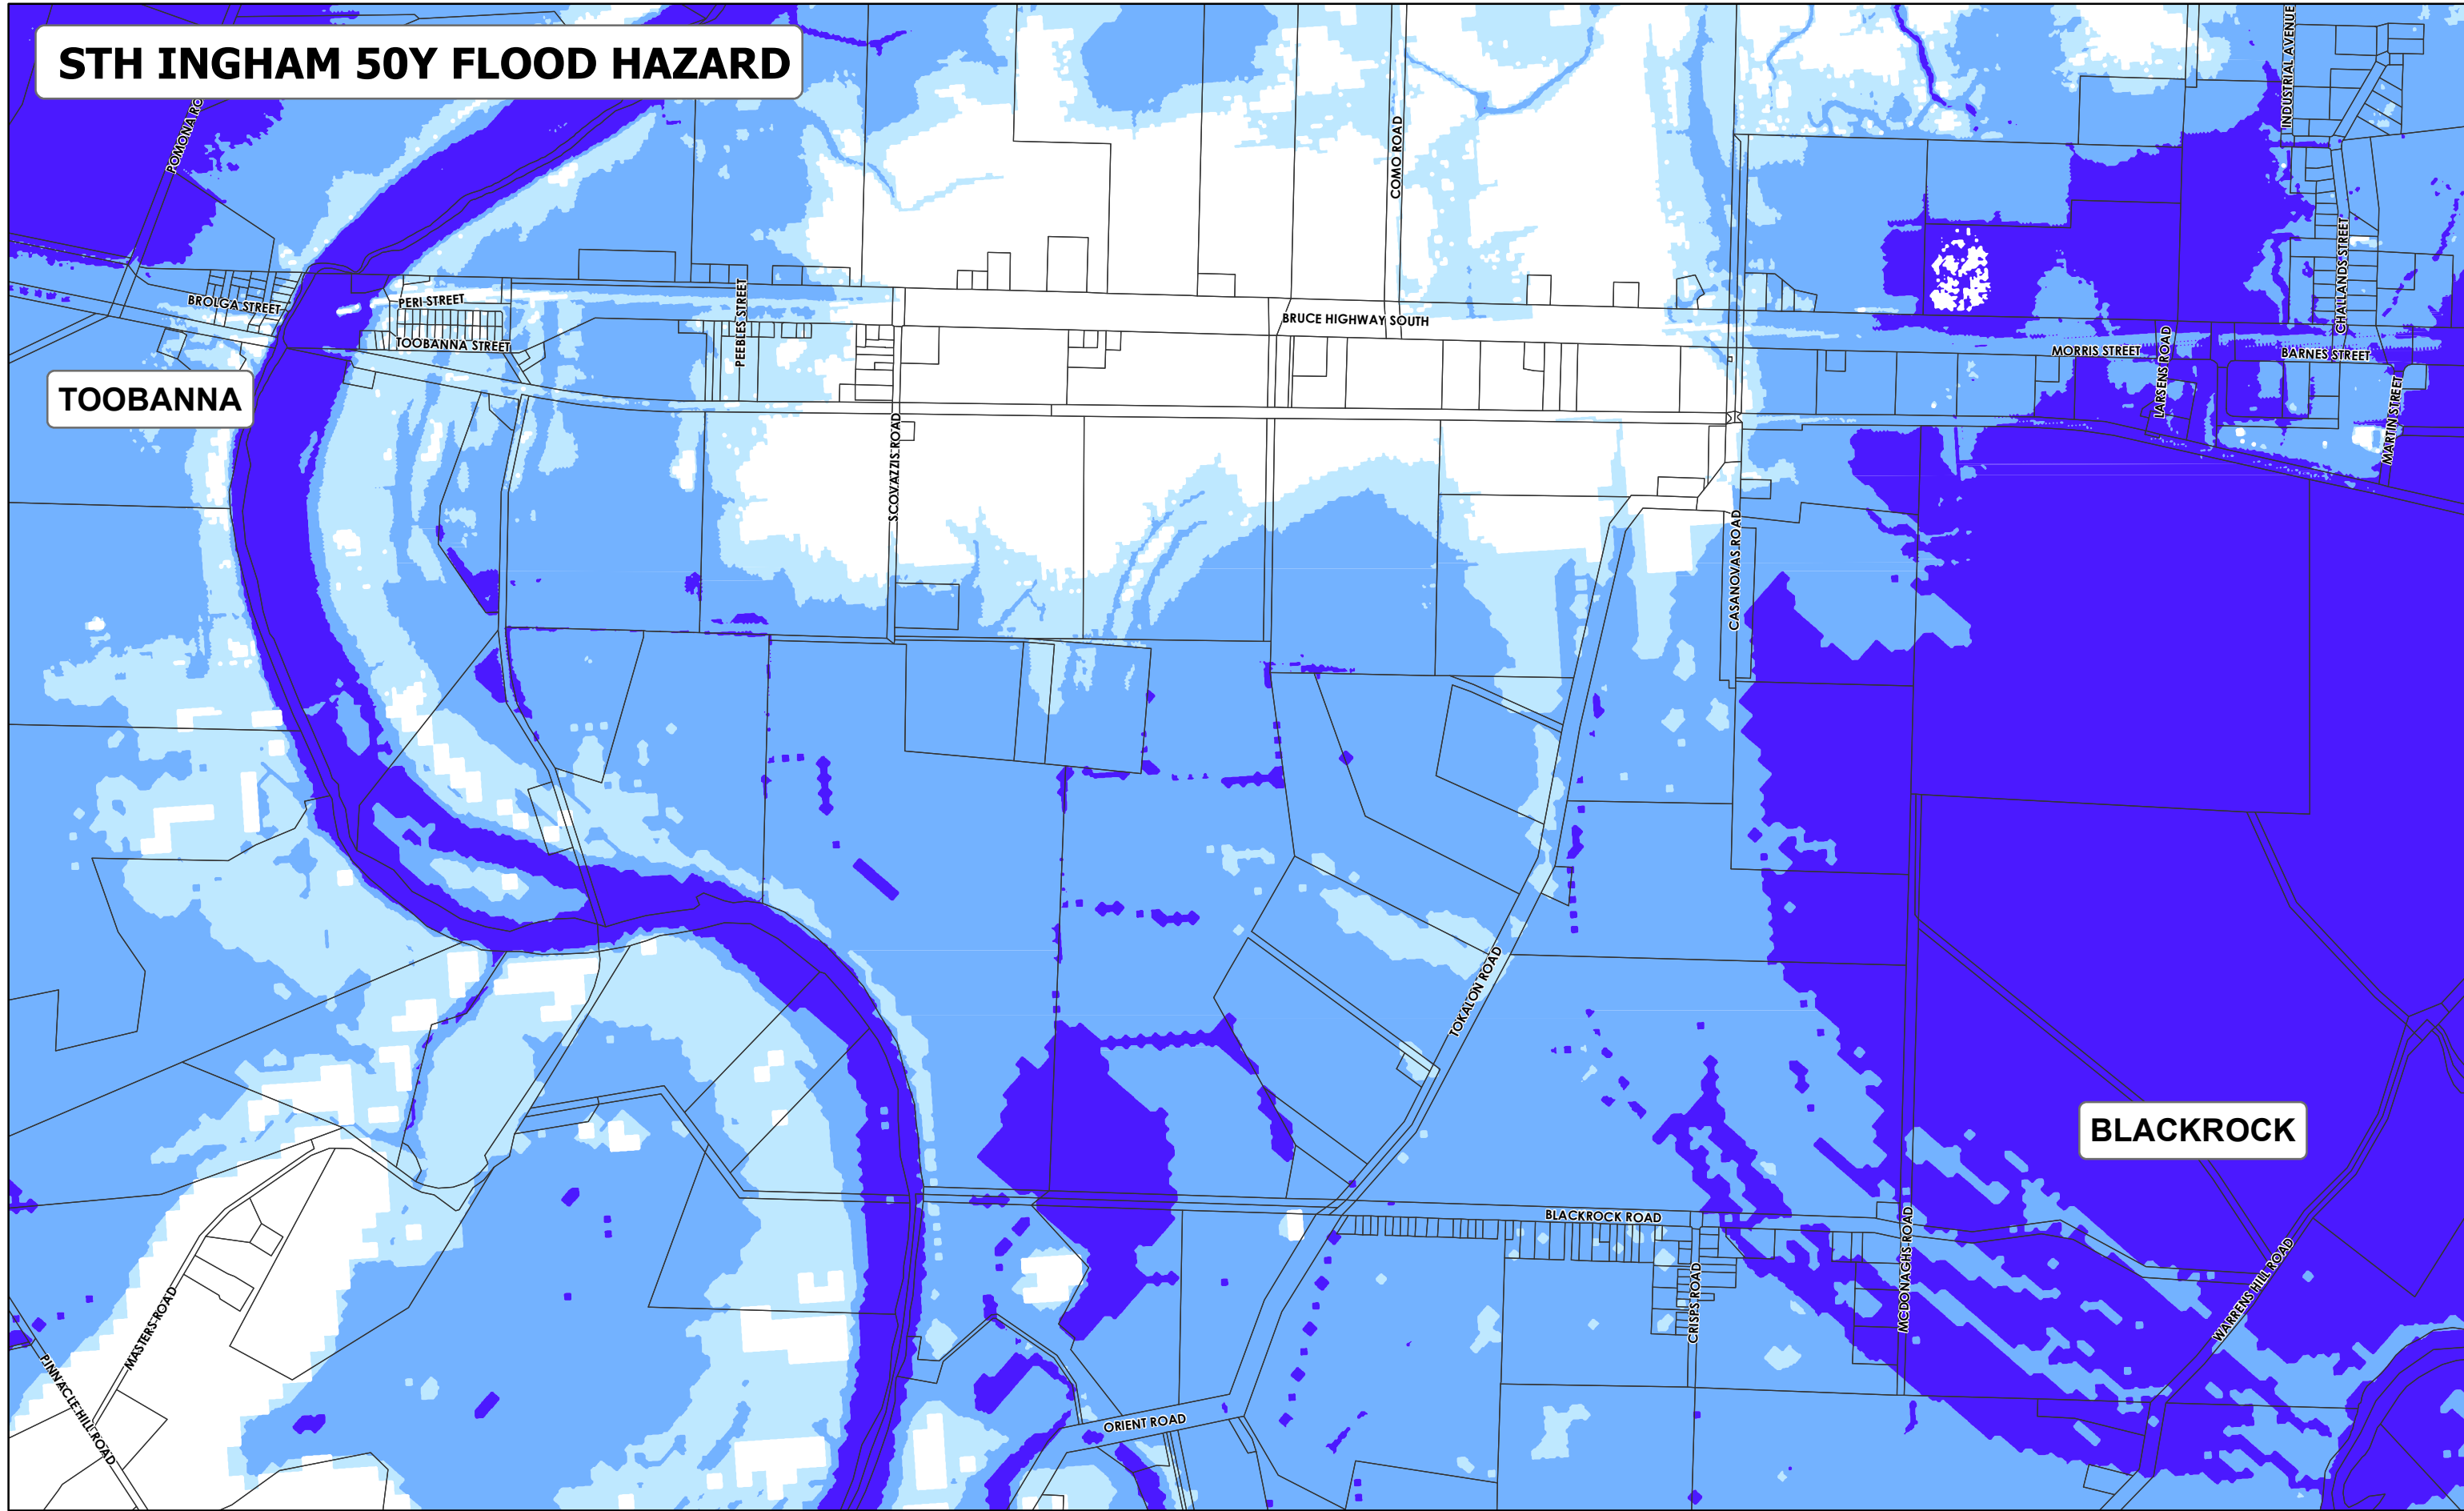 STH INGHAM 50Y FLOOD HAZARD
INDUSTRIAL AVENUE
POMONA RO
COMO ROAD
CHALLANDS STREET
BROLGA STREET
PERI STREET
PEEBLES STREET
BRUCE HIGHWAY SOUTH
TOOBANNA STREET
MORRIS STREET
LARSENS ROAD
BARNES STREET
TOOBANNA
MARTIN STREET
SCOVAZZIS ROAD
CASANOVAS ROAD
TOKALON ROAD
BLACKROCK
BLACKROCK ROAD
MCDONAGHS ROAD
CRISPS ROAD
WARRENS HILL ROAD
MASTERS ROAD
PINNACLE HILL ROAD
ORIENT ROAD